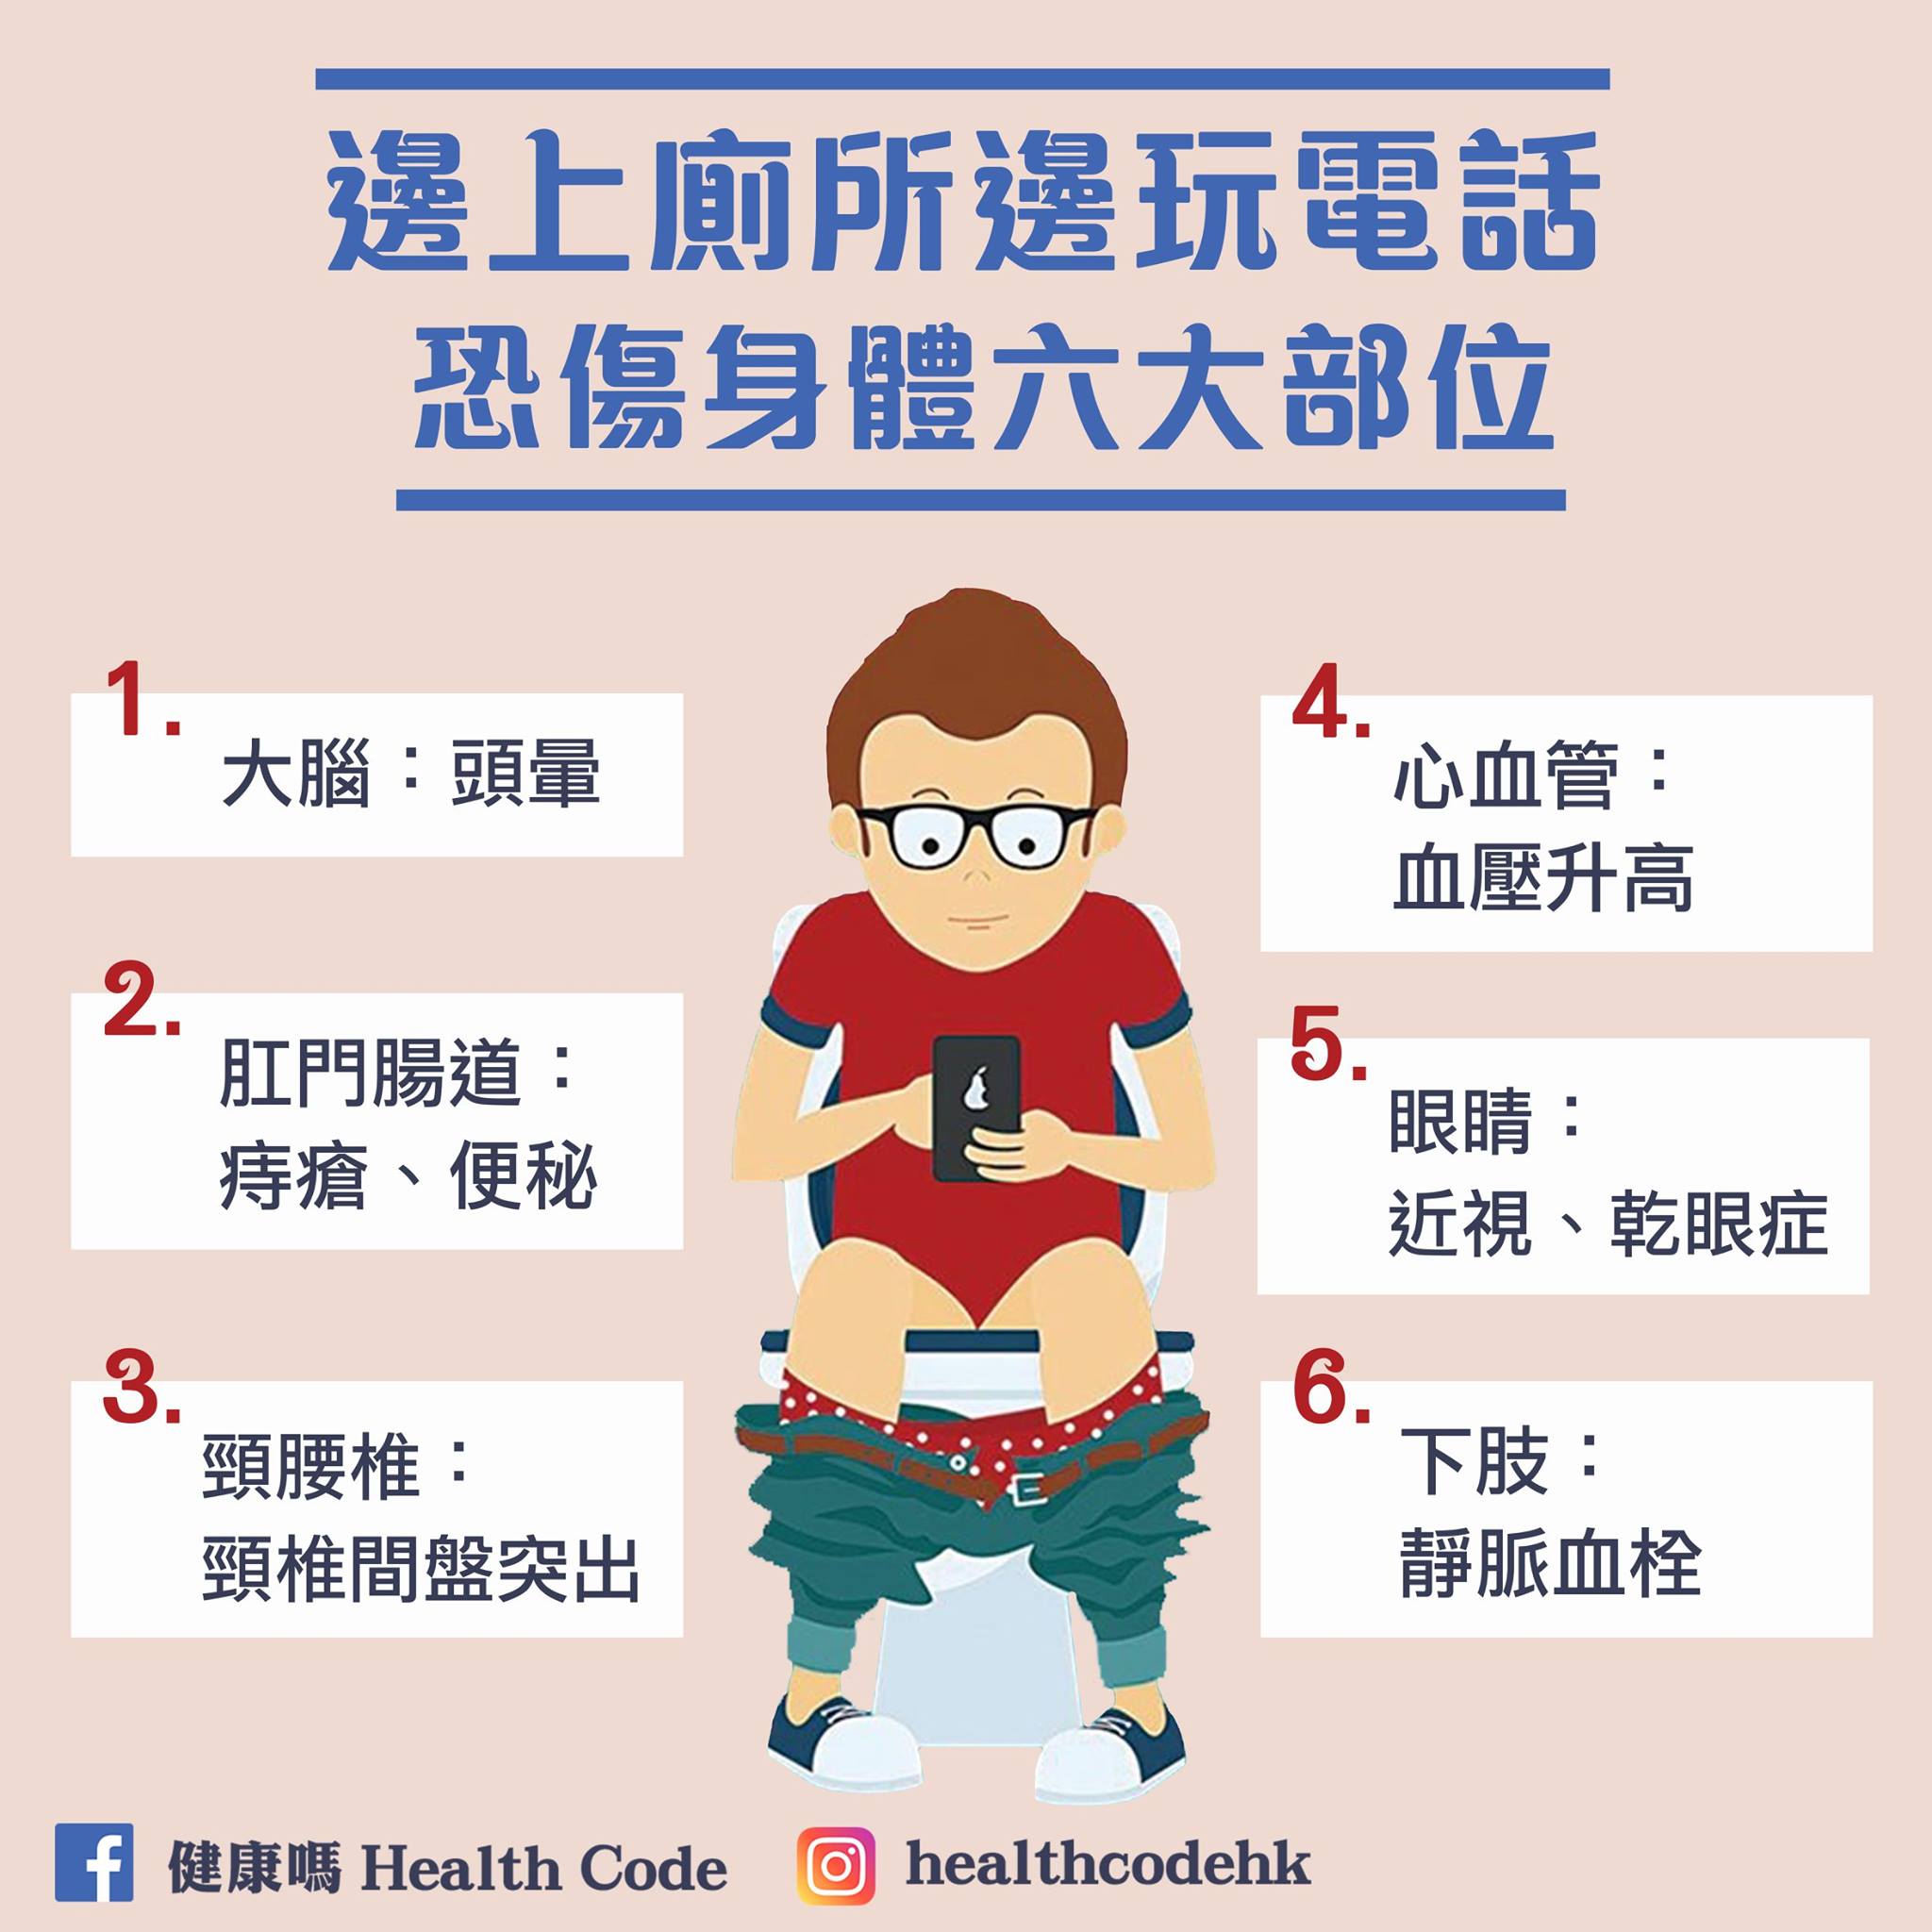 邊上廁所邊玩電話
恐傷身體六大部位
1.
大腦：頭暈
2.
肛門腸道：
痔瘡、便秘
3.
頸腰椎：
頸椎間盤突出
4.
心血管：
血壓升高
5.
眼睛：
近視、乾眼症
6.
下肢：
靜脈血栓
健康嗎 Health Code
healthcodehk